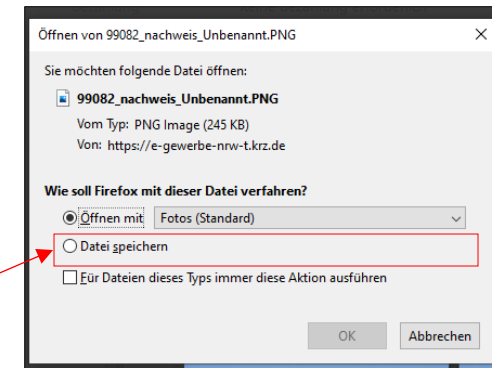 Öffnen von 99082_nachweis_Unbenannt.PNG
Sie möchten folgende Datei öffnen:
99082_nachweis_Unbenannt.PNG
Vom Typ: PNG Image (245 KB)
Von: https://e-gewerbe-nrw-t.krz.de
Wie soll Firefox mit dieser Datei verfahren?
Öffnen mit Fotos (Standard)
Datei speichern
Für Dateien dieses Typs immer diese Aktion ausführen
OK Abbrechen